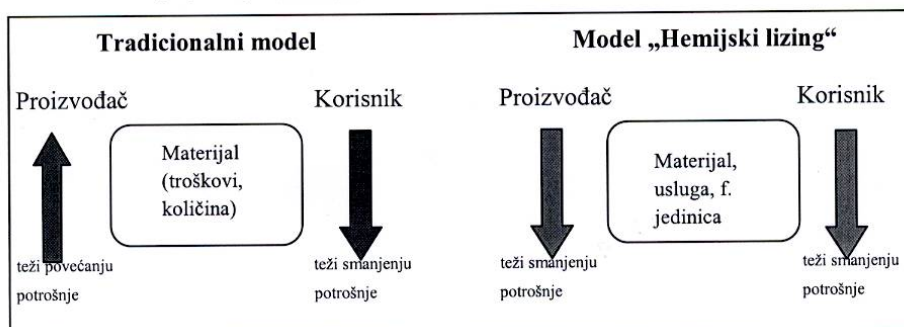 Tradicionalni model
Proizvođač
Korisnik
Materijal
(troškovi,
količina)
teži povećanju
potrošnje
teži smanjenju
potrošnje
Model „Hemijski lizing“
Proizvođač
Korisnik
Materijal,
usluga, f.
jedinica
teži smanjenju
potrošnje
teži smanjenju
potrošnje